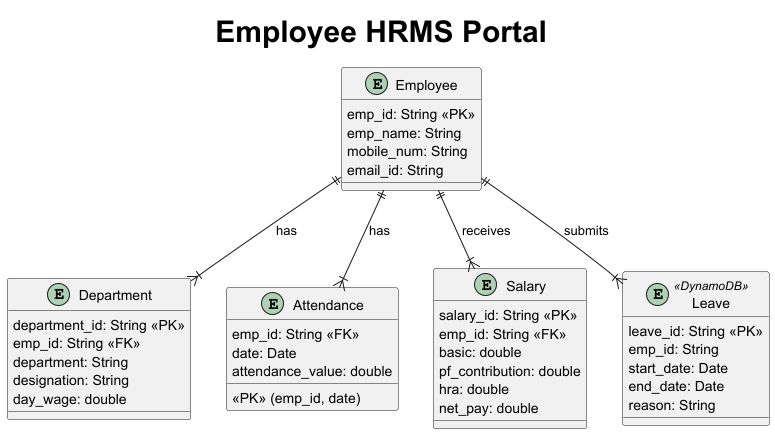 Employee HRMS Portal
E Employee
emp_id: String «PK»
emp_name: String
mobile_num: String
email_id: String
has
has
receives
submits
E Department
department_id: String «PK»
emp_id: String «FK»
department: String
designation: String
day_wage: double
E Attendance
emp_id: String «FK»
date: Date
attendance_value: double
«PK» (emp_id, date)
E Salary
salary_id: String «PK»
emp_id: String «FK»
basic: double
pf_contribution: double
hra: double
net_pay: double
E «DynamoDB»
Leave
leave_id: String «PK»
emp_id: String
start_date: Date
end_date: Date
reason: String